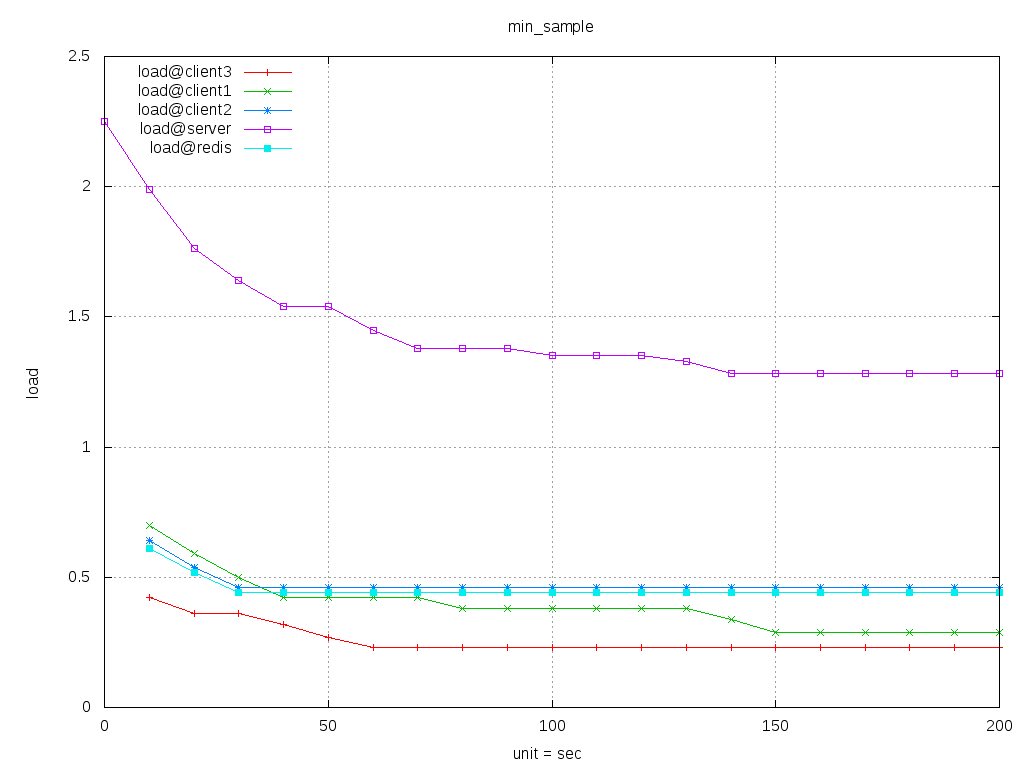 min_sample
2.5
load@client3
load@client1
load@client2
load@server
load@redis
2
1.5
load
1
0.5
0
0 50 100 150 200
unit = sec